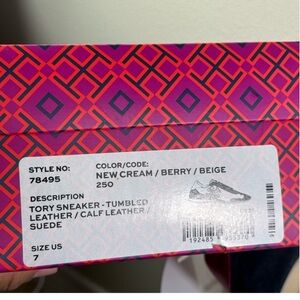 STYLE NO:
78495
COLOR/CODE:
NEW CREAM / BERRY / BEIGE
250
DESCRIPTION
TORY SNEAKER - TUMBLED
LEATHER / CALF LEATHER /
SUEDE
SIZE US
7